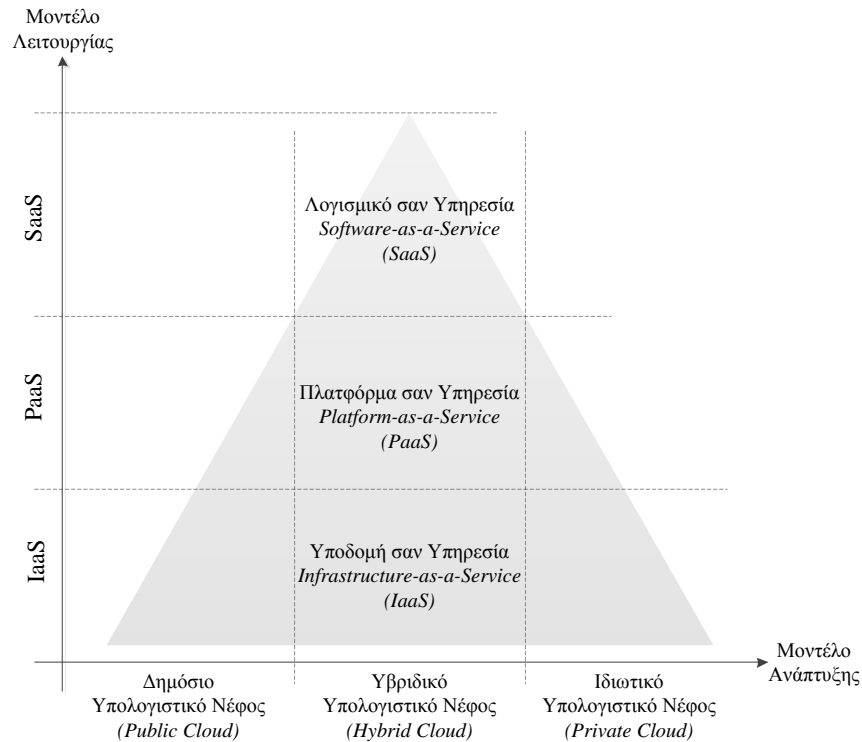 Μοντέλο
Λειτουργίας
SaaS
Λογισμικό σαν Υπηρεσία
Software-as-a-Service
(SaaS)
PaaS
Πλατφόρμα σαν Υπηρεσία
Platform-as-a-Service
(PaaS)
IaaS
Υποδομή σαν Υπηρεσία
Infrastructure-as-a-Service
(IaaS)
Μοντέλο
Ανάπτυξης
Δημόσιο
Υπολογιστικό Νέφος
(Public Cloud)
Υβριδικό
Υπολογιστικό Νέφος
(Hybrid Cloud)
Ιδιωτικό
Υπολογιστικό Νέφος
(Private Cloud)